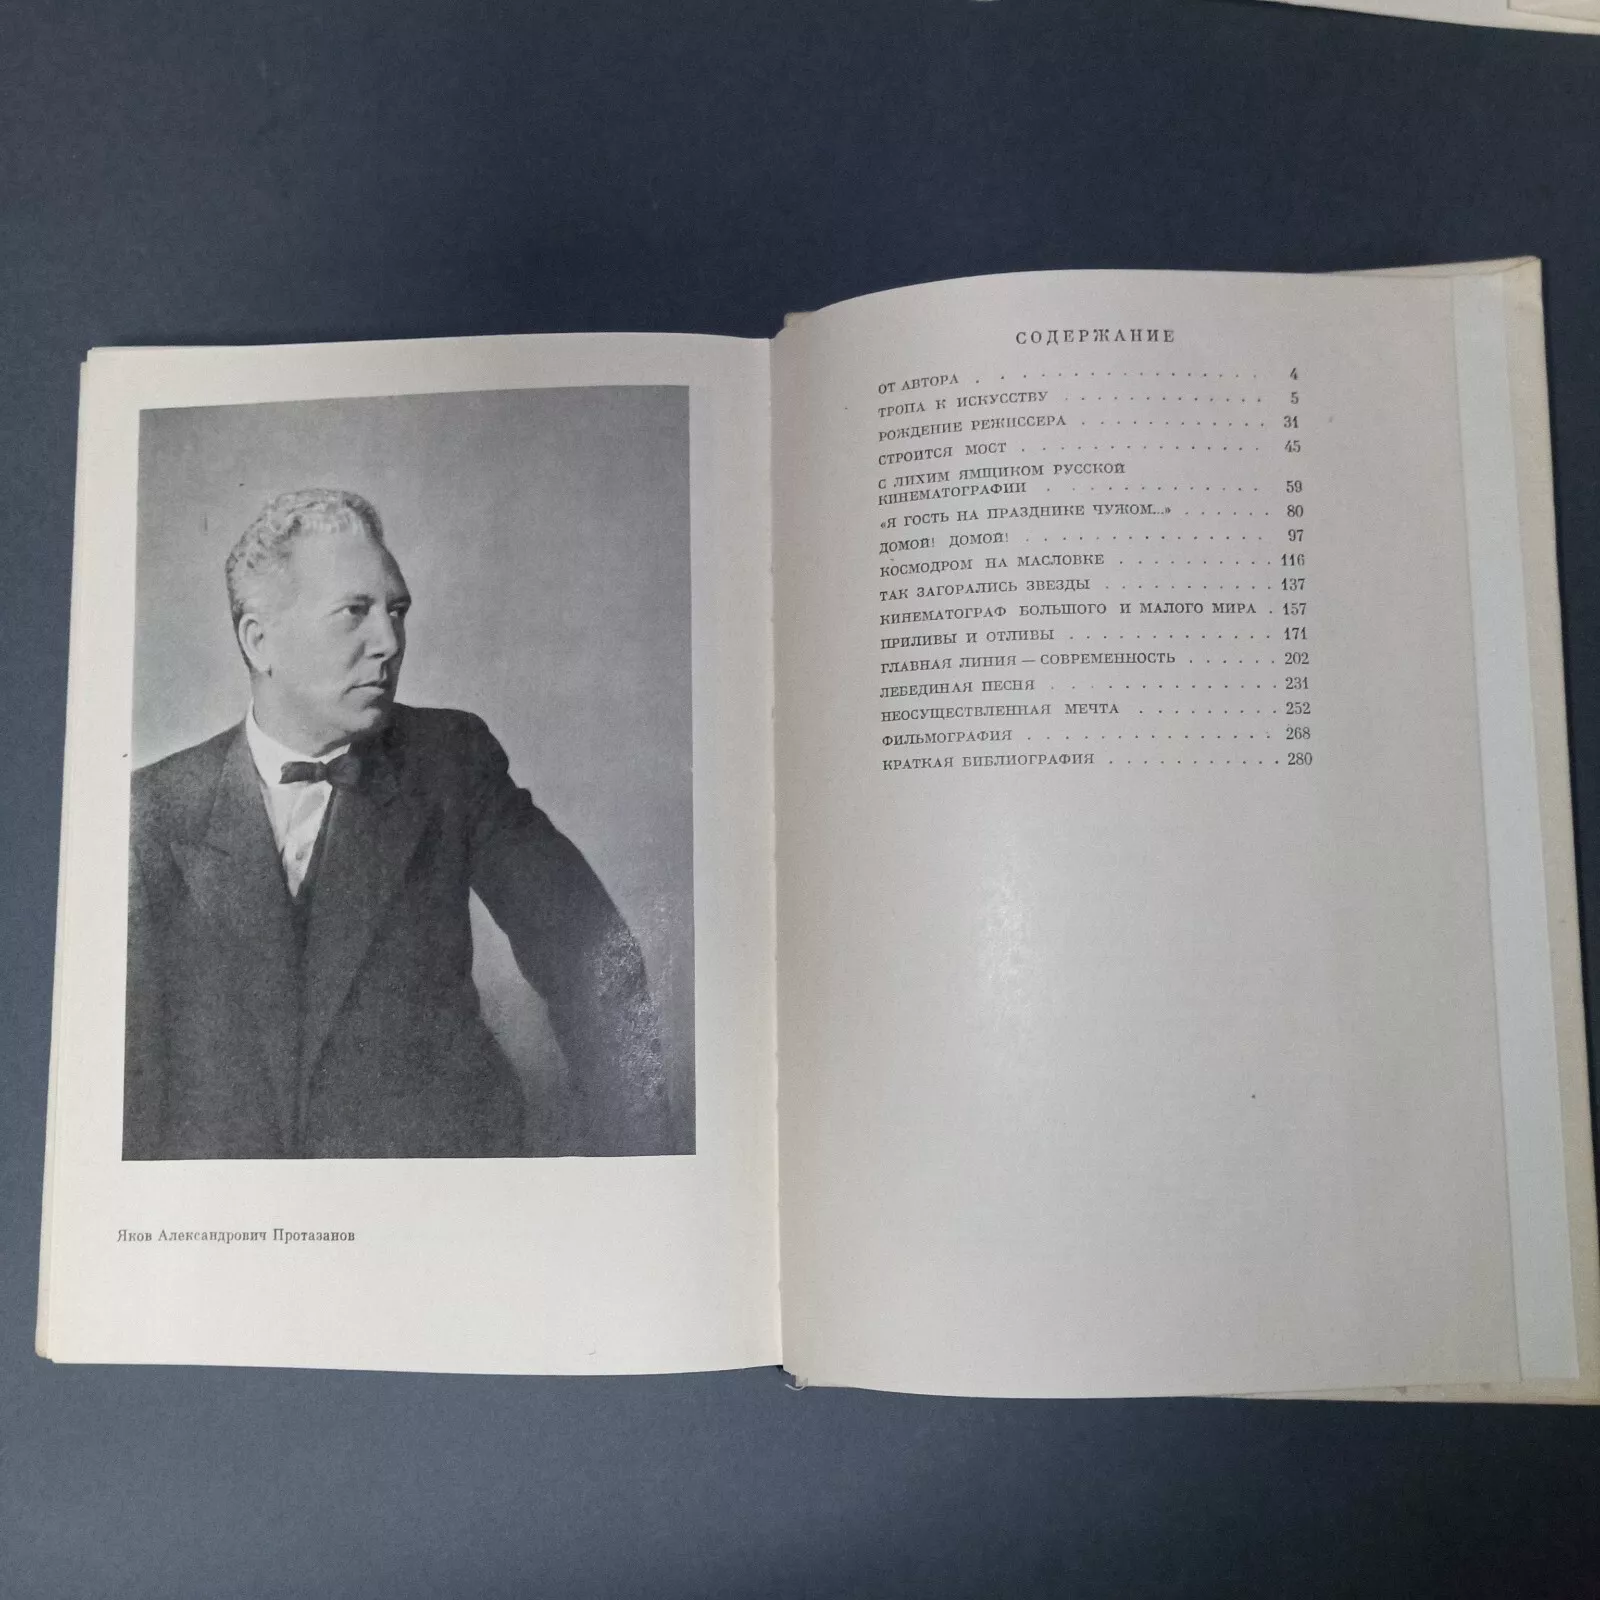 Яков Александрович Протазанов
СОДЕРЖАНИЕ
ОТ АВТОРА . . . . . . . . . . . . . . . . 4
ТРОПА К ИСКУССТВУ . . . . . . . . . . . . . 5
РОЖДЕНИЕ РЕЖИССЕРА . . . . . . . . . . . . 31
СТРОИТСЯ МОСТ . . . . . . . . . . . . . . 45
С ЛИХИМ ЯМЩИКОМ РУССКОЙ
КИНЕМАТОГРАФИИ . . . . . . . . . . . . . 59
«Я ГОСТЬ НА ПРАЗДНИКЕ ЧУЖОМ...» . . . . . . 80
ДОМОЙ! ДОМОЙ! . . . . . . . . . . . . . . 97
КОСМОДРОМ НА МАСЛОВКЕ . . . . . . . . . . 116
ТАК ЗАГОРАЛИСЬ ЗВЕЗДЫ . . . . . . . . . . . 137
КИНЕМАТОГРАФ БОЛЬШОГО И МАЛОГО МИРА . 157
ПРИЛИВЫ И ОТЛИВЫ . . . . . . . . . . . . . 171
ГЛАВНАЯ ЛИНИЯ — СОВРЕМЕННОСТЬ . . . . . . 202
ЛЕБЕДИНАЯ ПЕСНЯ . . . . . . . . . . . . . . 231
НЕОСУЩЕСТВЛЕННАЯ МЕЧТА . . . . . . . . . 252
ФИЛЬМОГРАФИЯ . . . . . . . . . . . . . . . 268
КРАТКАЯ БИБЛИОГРАФИЯ . . . . . . . . . . . 280